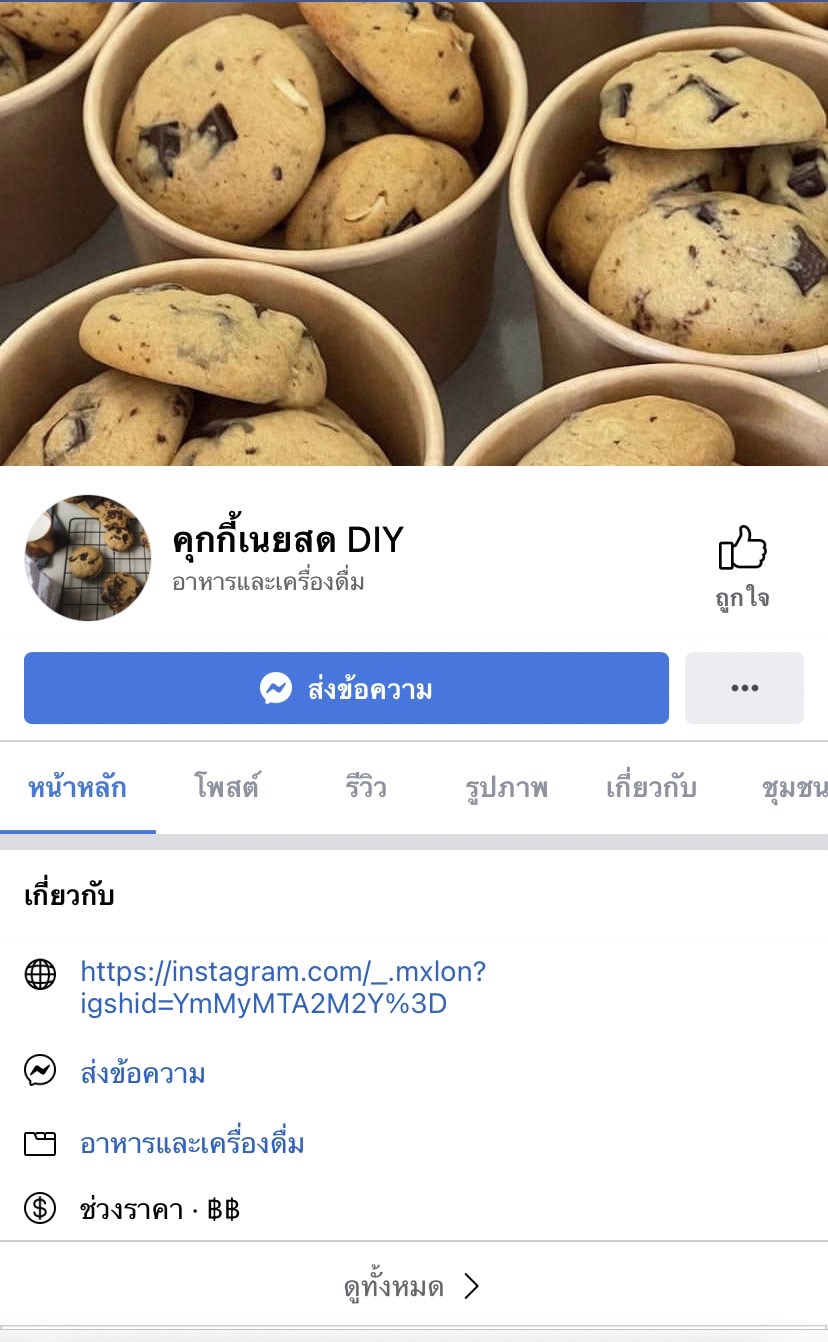 คุกกี้เนยสด DIY
อาหารและเครื่องดื่ม
ถูกใจ
ส่งข้อความ
หน้าหลัก โพสต์ รีวิว รูปภาพ เกี่ยวกับ ชุมชน
เกี่ยวกับ
https://instagram.com/_.mxlon?
igshid=YmMyMTA2M2Y%3D
ส่งข้อความ
อาหารและเครื่องดื่ม
ช่วงราคา · ฿฿
ดูทั้งหมด